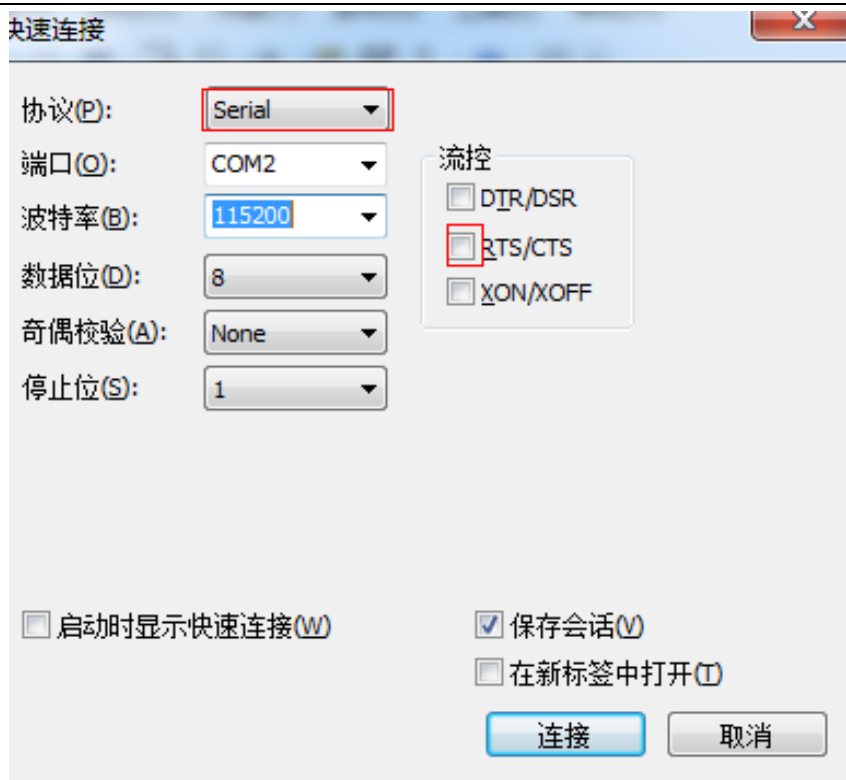 快速连接
协议(P): Serial
端口(O): COM2
波特率(B): 115200
数据位(D): 8
奇偶校验(A): None
停止位(S): 1
流控
DTR/DSR
RTS/CTS
XON/XOFF
启动时显示快速连接(W)
保存会话(V)
在新标签中打开(T)
连接 取消